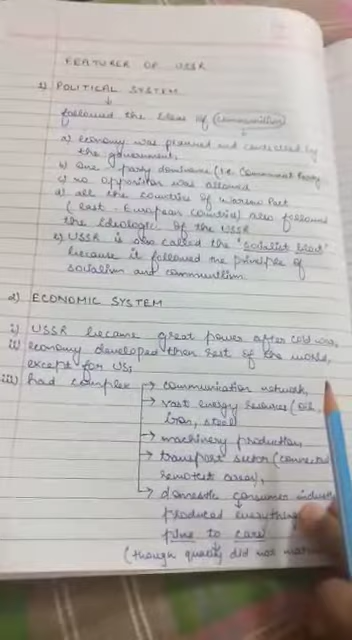 FEATURER OF USSR
1) POLITICAL SYSTEM
↓
followed the ideas of communism
↓
a) economy was planned and controlled by
the government.
b) one-party dominance (i.e. Communist Party
c) no opposition was allowed
d) all the countries of Warsaw Pact
(east-European countries) also followed
the ideology of the USSR
e) USSR is also called the "Socialist bloc"
because it followed the principles of
socialism and communism.
2) ECONOMIC SYSTEM
i) USSR became great power after cold war,
ii) economy developed than rest of the world,
except for US;
iii) had complex → communication network,
→ vast energy resources (oil,
iron, steel
→ machinery production,
→ transport sector (connected
remotest areas),
→ domestic consumer
produced everything
pine to cars
(though quality did not